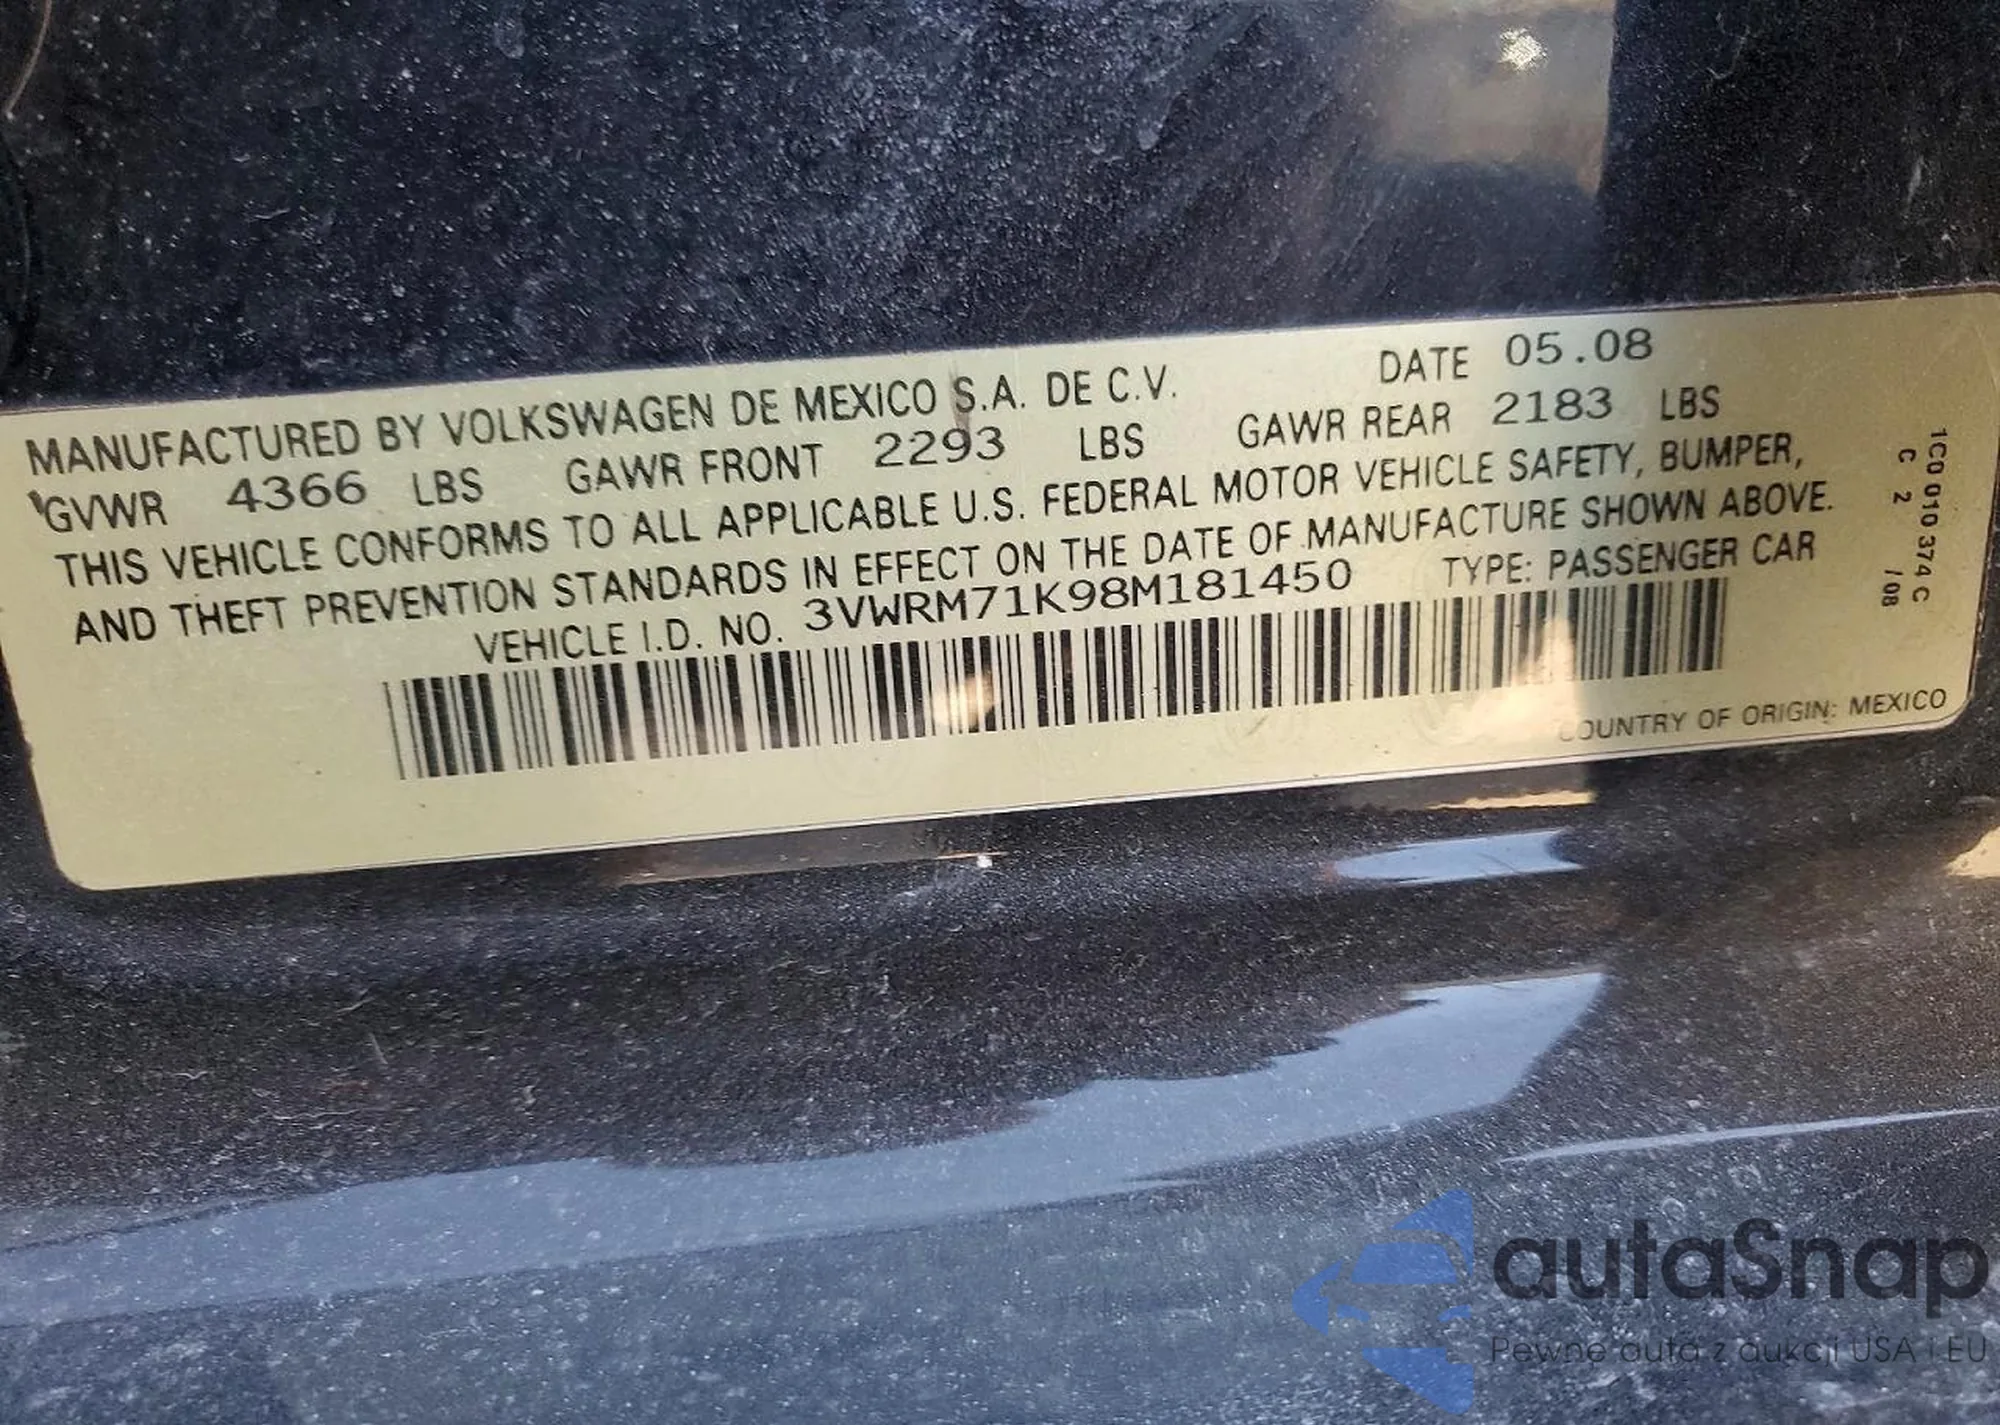 MANUFACTURED BY VOLKSWAGEN DE MEXICO S.A. DE C.V. DATE 05.08
GVWR 4366 LBS GAWR FRONT 2293 LBS GAWR REAR 2183 LBS
THIS VEHICLE CONFORMS TO ALL APPLICABLE U.S. FEDERAL MOTOR VEHICLE SAFETY, BUMPER,
AND THEFT PREVENTION STANDARDS IN EFFECT ON THE DATE OF MANUFACTURE SHOWN ABOVE.
VEHICLE I.D. NO. 3VWRM71K98M181450 TYPE: PASSENGER CAR
COUNTRY OF ORIGIN: MEXICO
1C0 010 374 C
C 2 /08
autaSnap
Pewne auta z aukcji USA i EU